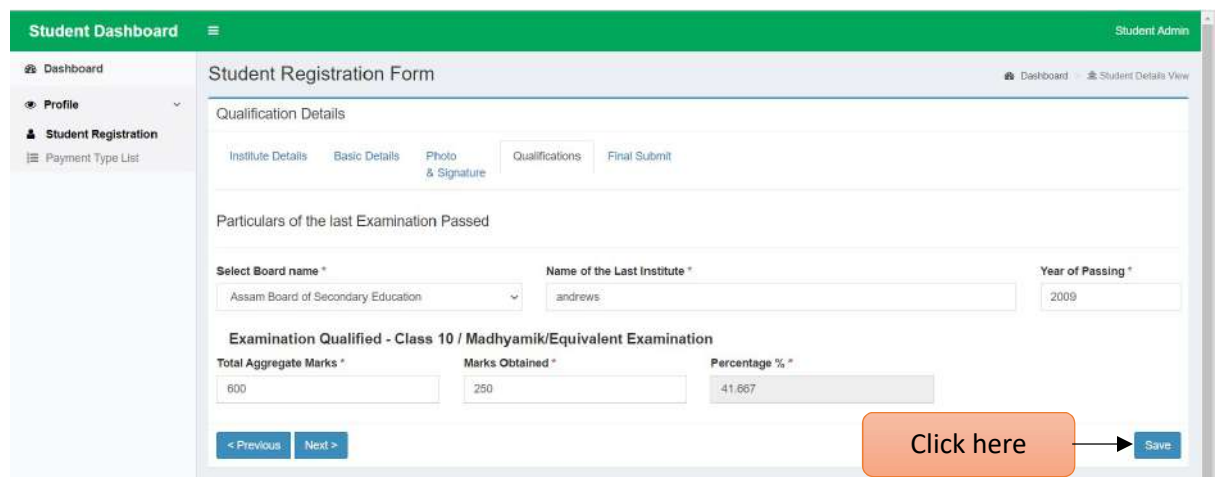 Student Dashboard Student Admin
Dashboard
Student Registration Form
Dashboard Student Details View
Profile
Student Registration
Payment Type List
Qualification Details
Institute Details Basic Details Photo & Signature Qualifications Final Submit
Particulars of the last Examination Passed
Select Board name * Name of the Last Institute * Year of Passing *
Assam Board of Secondary Education andrews 2009
Examination Qualified - Class 10 / Madhyamik/Equivalent Examination
Total Aggregate Marks * Marks Obtained * Percentage % *
600 250 41.667
< Previous Next > Click here Save